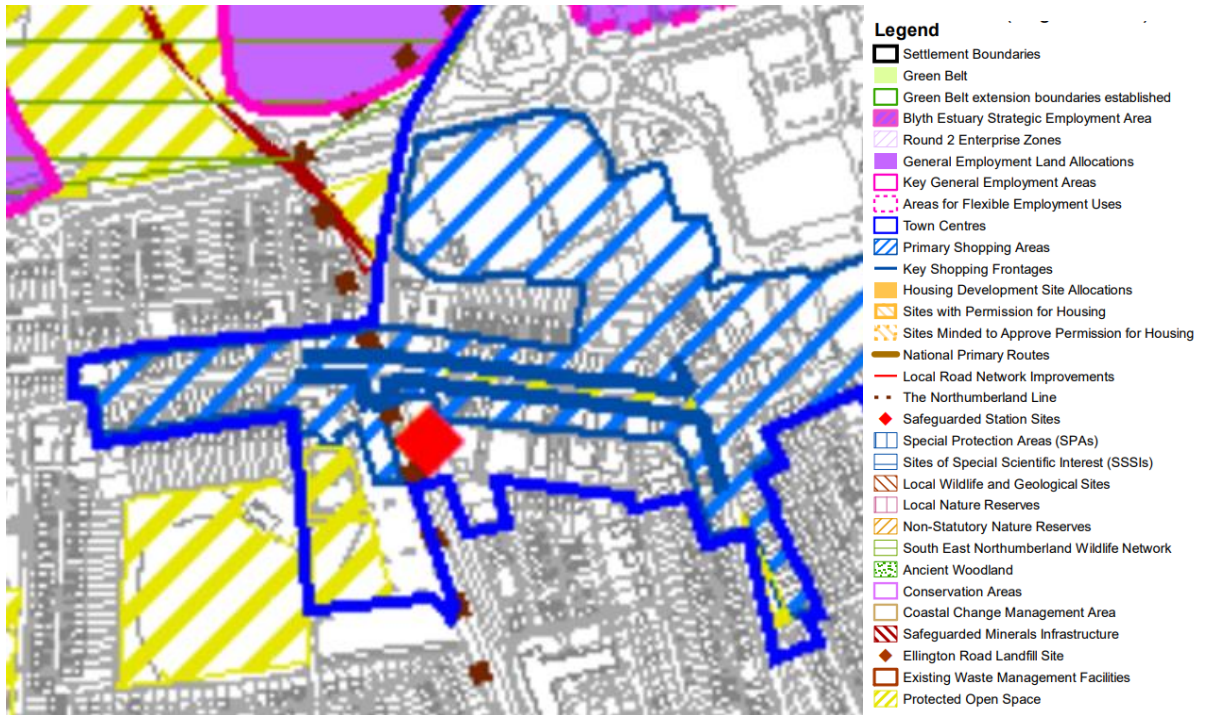 Legend
Settlement Boundaries
Green Belt
Green Belt extension boundaries established
Blyth Estuary Strategic Employment Area
Round 2 Enterprise Zones
General Employment Land Allocations
Key General Employment Areas
Areas for Flexible Employment Uses
Town Centres
Primary Shopping Areas
Key Shopping Frontages
Housing Development Site Allocations
Sites with Permission for Housing
Sites Minded to Approve Permission for Housing
National Primary Routes
Local Road Network Improvements
The Northumberland Line
Safeguarded Station Sites
Special Protection Areas (SPAs)
Sites of Special Scientific Interest (SSSIs)
Local Wildlife and Geological Sites
Local Nature Reserves
Non-Statutory Nature Reserves
South East Northumberland Wildlife Network
Ancient Woodland
Conservation Areas
Coastal Change Management Area
Safeguarded Minerals Infrastructure
Ellington Road Landfill Site
Existing Waste Management Facilities
Protected Open Space